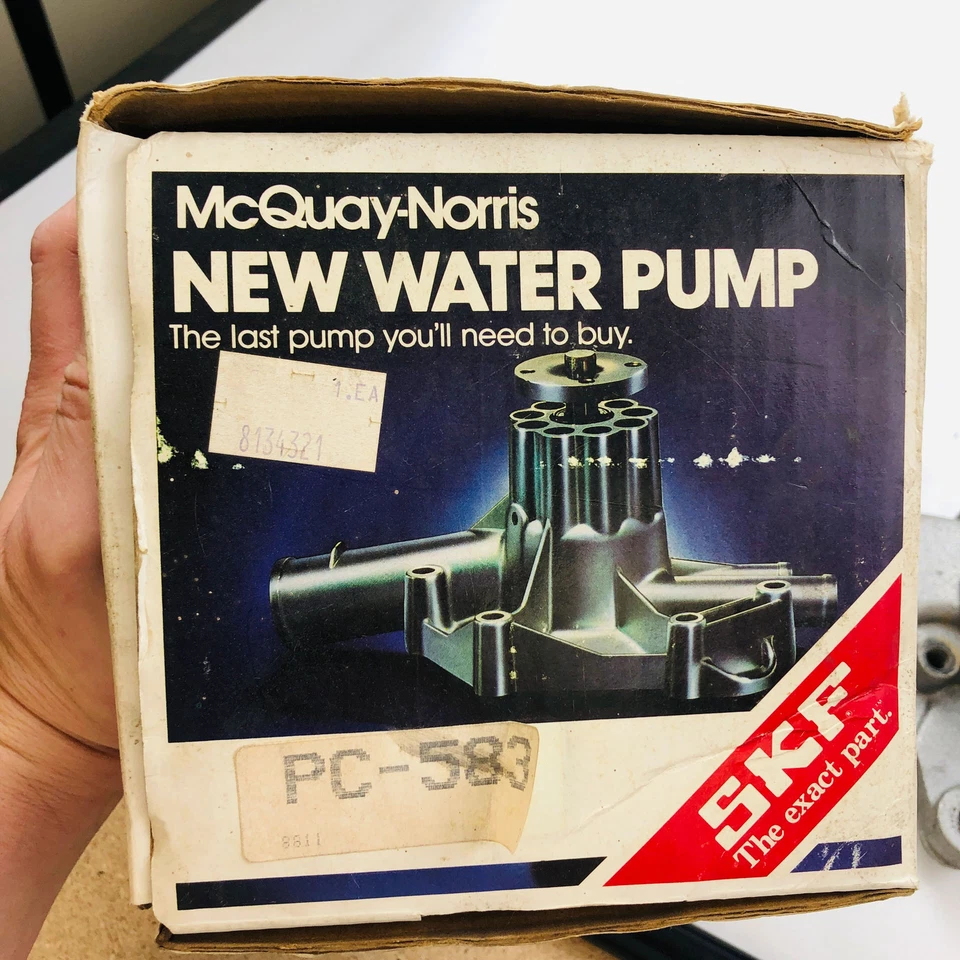 McQuay-Norris
NEW WATER PUMP
The last pump you'll need to buy.
1.EA
8134321
PC-583
8811
SKF
The exact part.